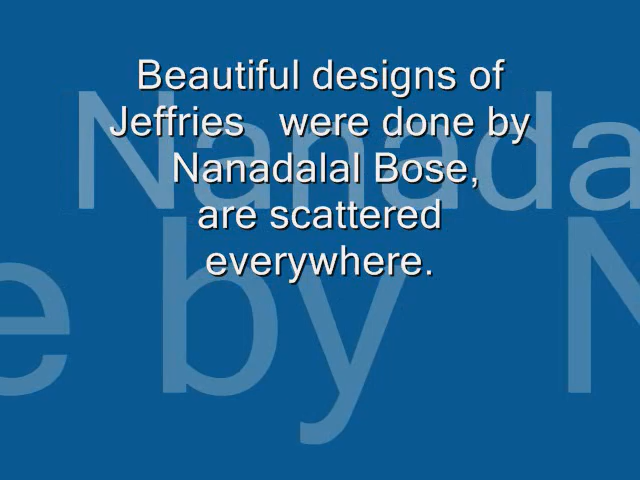 Beautiful designs of
Jeffries were done by
Nanadalal Bose,
are scattered
everywhere.
Nanada
e by N